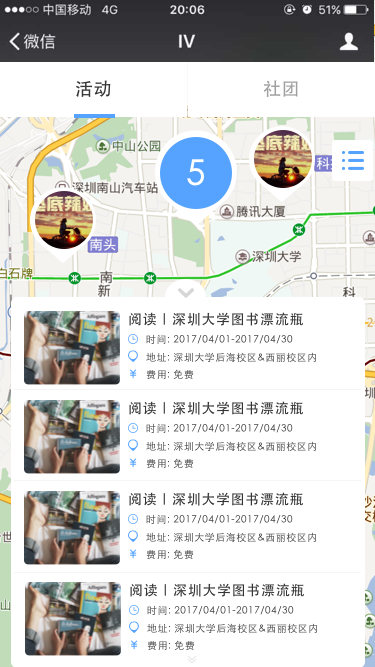 中国移动 4G 20:06 51%
微信 IV
活动 社团
中山公园
5
科
深圳南山汽车站
腾讯大厦
南头
深圳大学
白石牌
南新
科
阅读丨深圳大学图书漂流瓶
时间: 2017/04/01-2017/04/30
地址: 深圳大学后海校区&西丽校区内
¥ 费用: 免费
阅读丨深圳大学图书漂流瓶
时间: 2017/04/01-2017/04/30
地址: 深圳大学后海校区&西丽校区内
¥ 费用: 免费
阅读丨深圳大学图书漂流瓶
时间: 2017/04/01-2017/04/30
地址: 深圳大学后海校区&西丽校区内
¥ 费用: 免费
阅读丨深圳大学图书漂流瓶
时间: 2017/04/01-2017/04/30
地址: 深圳大学后海校区&西丽校区内
¥ 费用: 免费